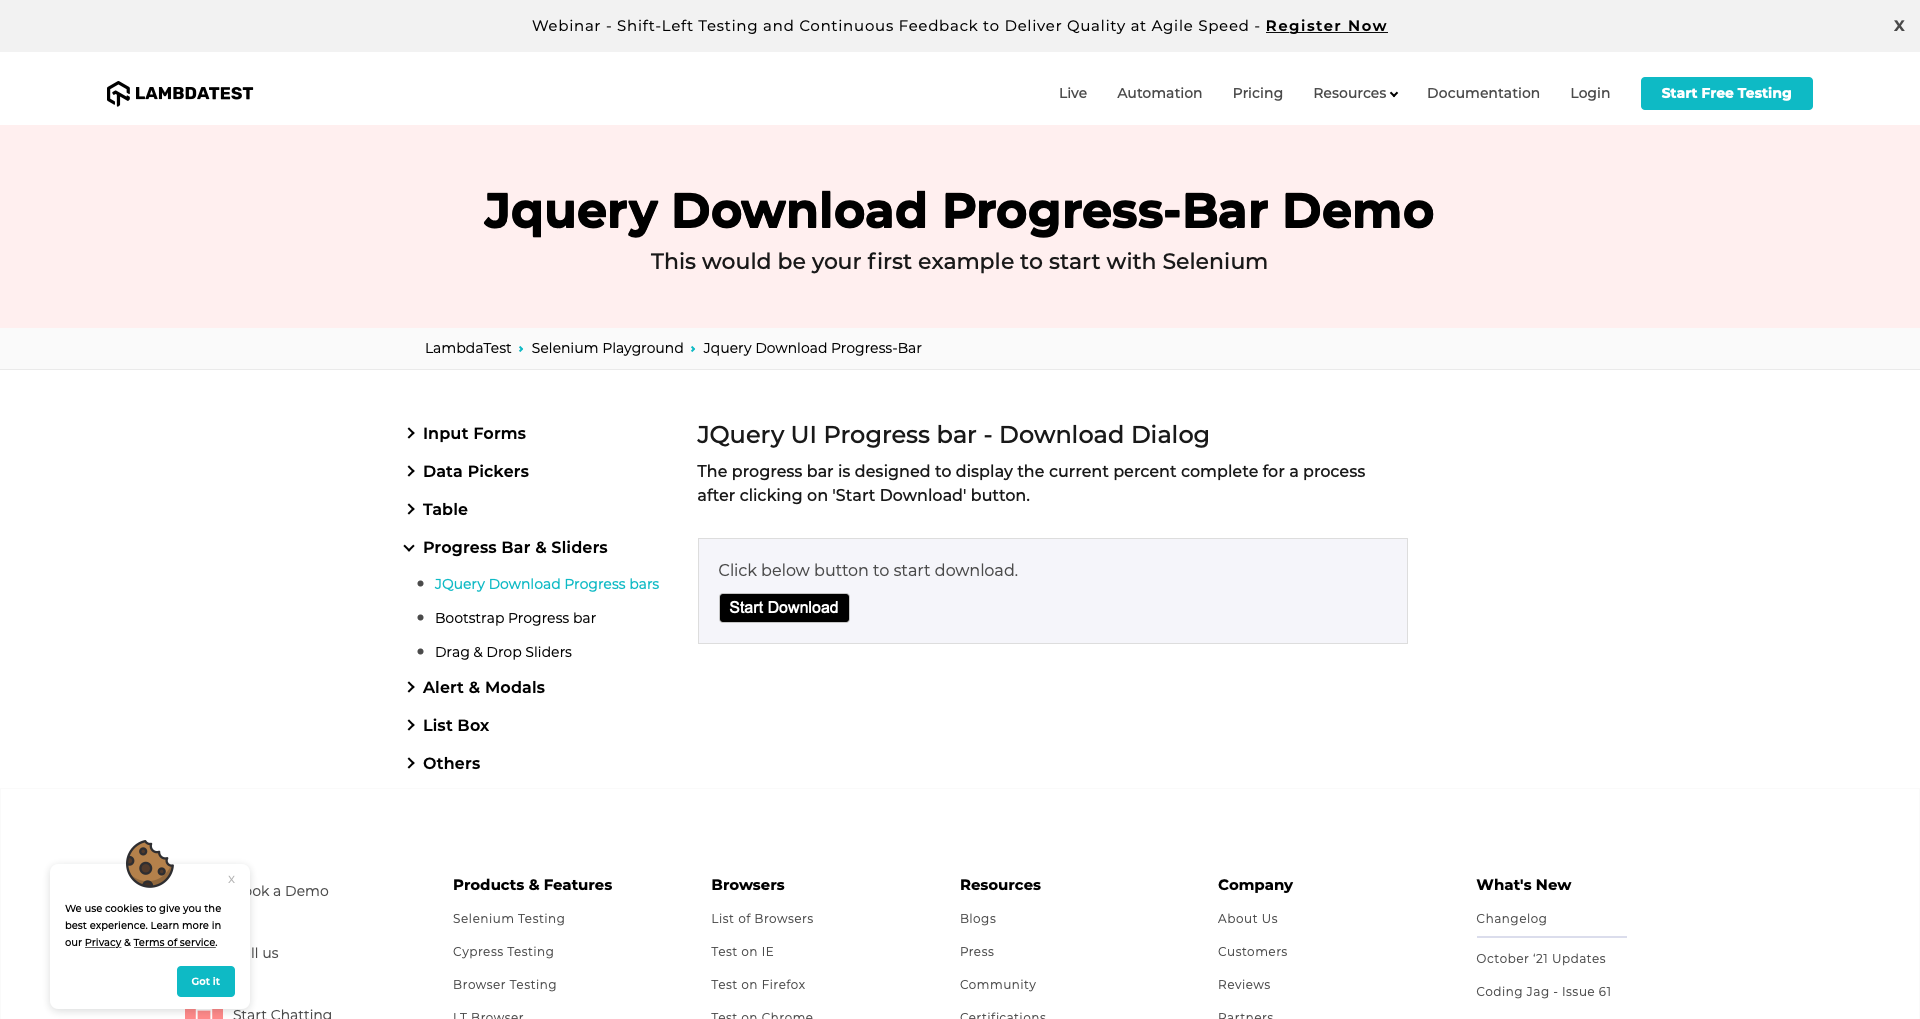 Webinar - Shift-Left Testing and Continuous Feedback to Deliver Quality at Agile Speed - Register Now
X
LAMBDATEST
Live
Automation
Pricing
Resources
Documentation
Login
Start Free Testing
Jquery Download Progress-Bar Demo
This would be your first example to start with Selenium
LambdaTest › Selenium Playground › Jquery Download Progress-Bar
Input Forms
Data Pickers
Table
Progress Bar & Sliders
JQuery Download Progress bars
Bootstrap Progress bar
Drag & Drop Sliders
Alert & Modals
List Box
Others
JQuery UI Progress bar - Download Dialog
The progress bar is designed to display the current percent complete for a process
after clicking on 'Start Download' button.
Click below button to start download.
Start Download
x
We use cookies to give you the
best experience. Learn more in
our Privacy & Terms of service.
Got it
a Demo
us
Start Chatting
Products & Features
Selenium Testing
Cypress Testing
Browser Testing
LT Browser
Browsers
List of Browsers
Test on IE
Test on Firefox
Test on Chrome
Resources
Blogs
Press
Community
Certifications
Company
About Us
Customers
Reviews
Partners
What's New
Changelog
October ‘21 Updates
Coding Jag - Issue 61